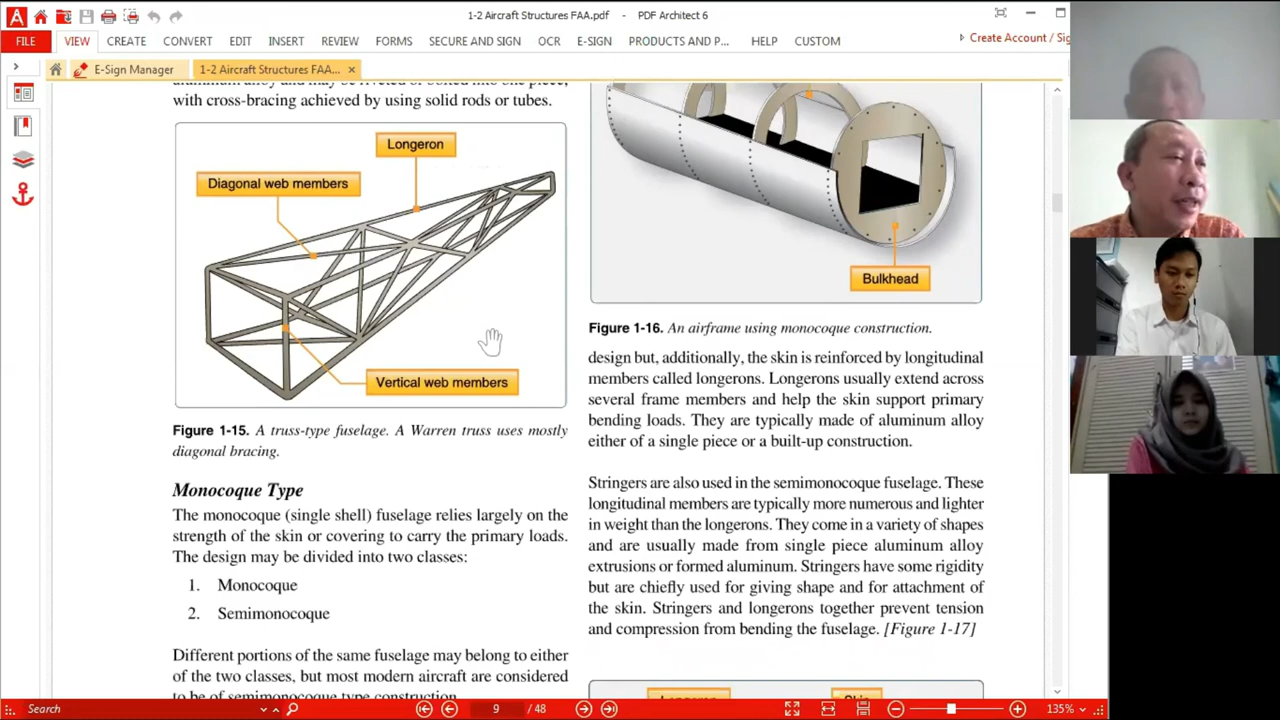 1-2 Aircraft Structures FAA.pdf - PDF Architect 6
FILE VIEW CREATE CONVERT EDIT INSERT REVIEW FORMS SECURE AND SIGN OCR E-SIGN PRODUCTS AND P... HELP CUSTOM Create Account / Sig
E-Sign Manager
1-2 Aircraft Structures FAA... ×
with cross-bracing achieved by using solid rods or tubes.
Longeron
Diagonal web members
Vertical web members
Figure 1-15. A truss-type fuselage. A Warren truss uses mostly
diagonal bracing.
Monocoque Type
The monocoque (single shell) fuselage relies largely on the
strength of the skin or covering to carry the primary loads.
The design may be divided into two classes:
1. Monocoque
2. Semimonocoque
Different portions of the same fuselage may belong to either
of the two classes, but most modern aircraft are considered
to be of semimonocoque type construction.
Bulkhead
Figure 1-16. An airframe using monocoque construction.
design but, additionally, the skin is reinforced by longitudinal
members called longerons. Longerons usually extend across
several frame members and help the skin support primary
bending loads. They are typically made of aluminum alloy
either of a single piece or a built-up construction.
Stringers are also used in the semimonocoque fuselage. These
longitudinal members are typically more numerous and lighter
in weight than the longerons. They come in a variety of shapes
and are usually made from single piece aluminum alloy
extrusions or formed aluminum. Stringers have some rigidity
but are chiefly used for giving shape and for attachment of
the skin. Stringers and longerons together prevent tension
and compression from bending the fuselage. [Figure 1-17]
Search
9 / 48
135%